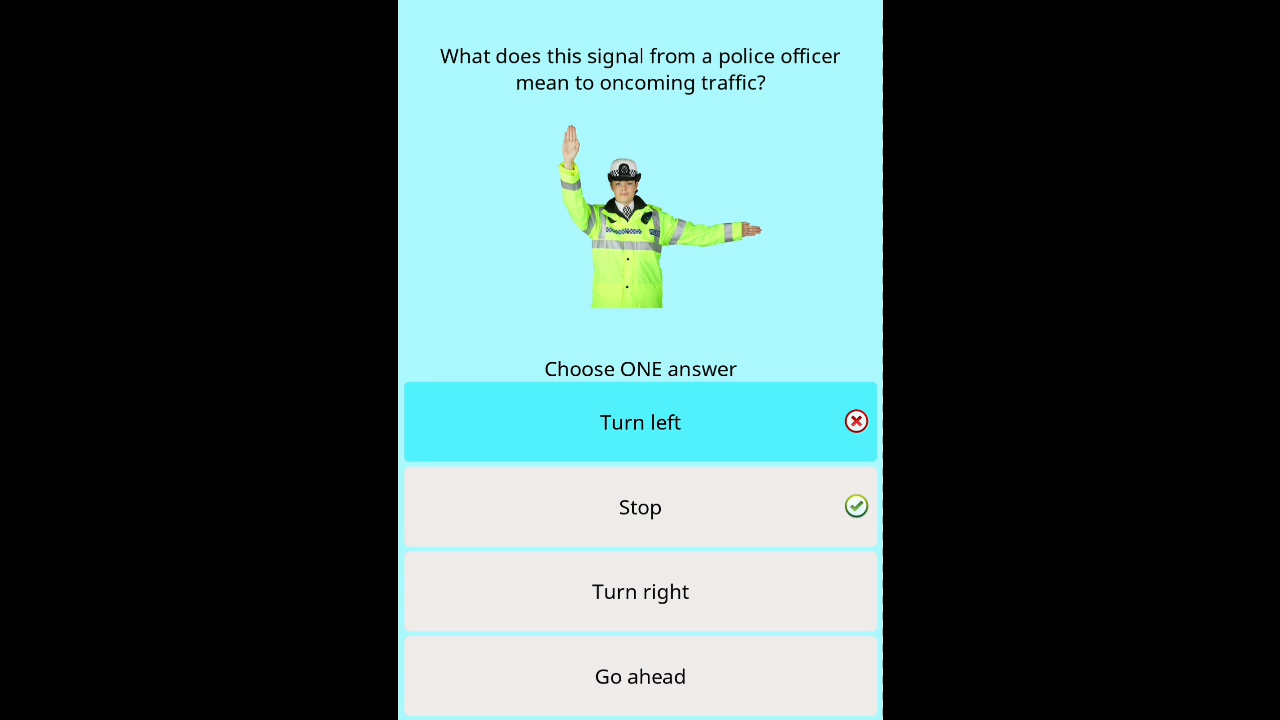 What does this signal from a police officer
mean to oncoming traffic?
Choose ONE answer
Turn left
Stop
Turn right
Go ahead